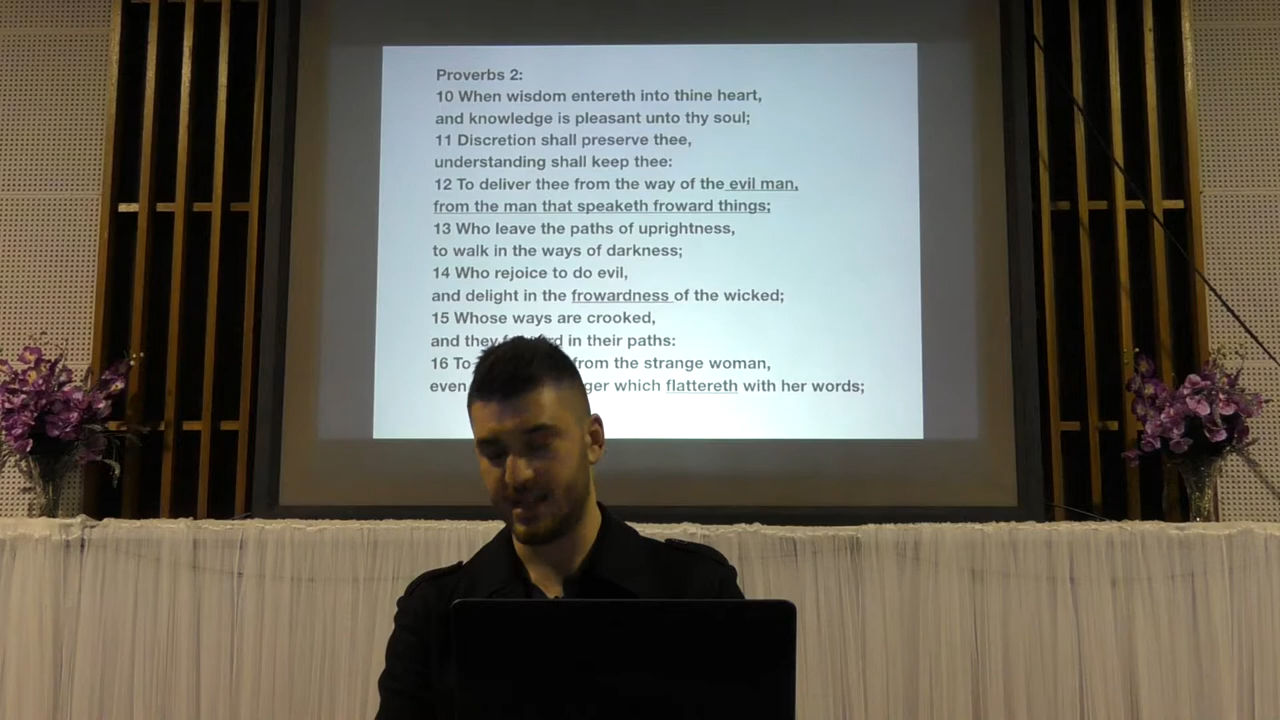 Proverbs 2:
10 When wisdom entereth into thine heart,
and knowledge is pleasant unto thy soul;
11 Discretion shall preserve thee,
understanding shall keep thee:
12 To deliver thee from the way of the evil man,
from the man that speaketh froward things;
13 Who leave the paths of uprightness,
to walk in the ways of darkness;
14 Who rejoice to do evil,
and delight in the frowardness of the wicked;
15 Whose ways are crooked,
and they in their paths:
16 To from the strange woman,
even which flattereth with her words;